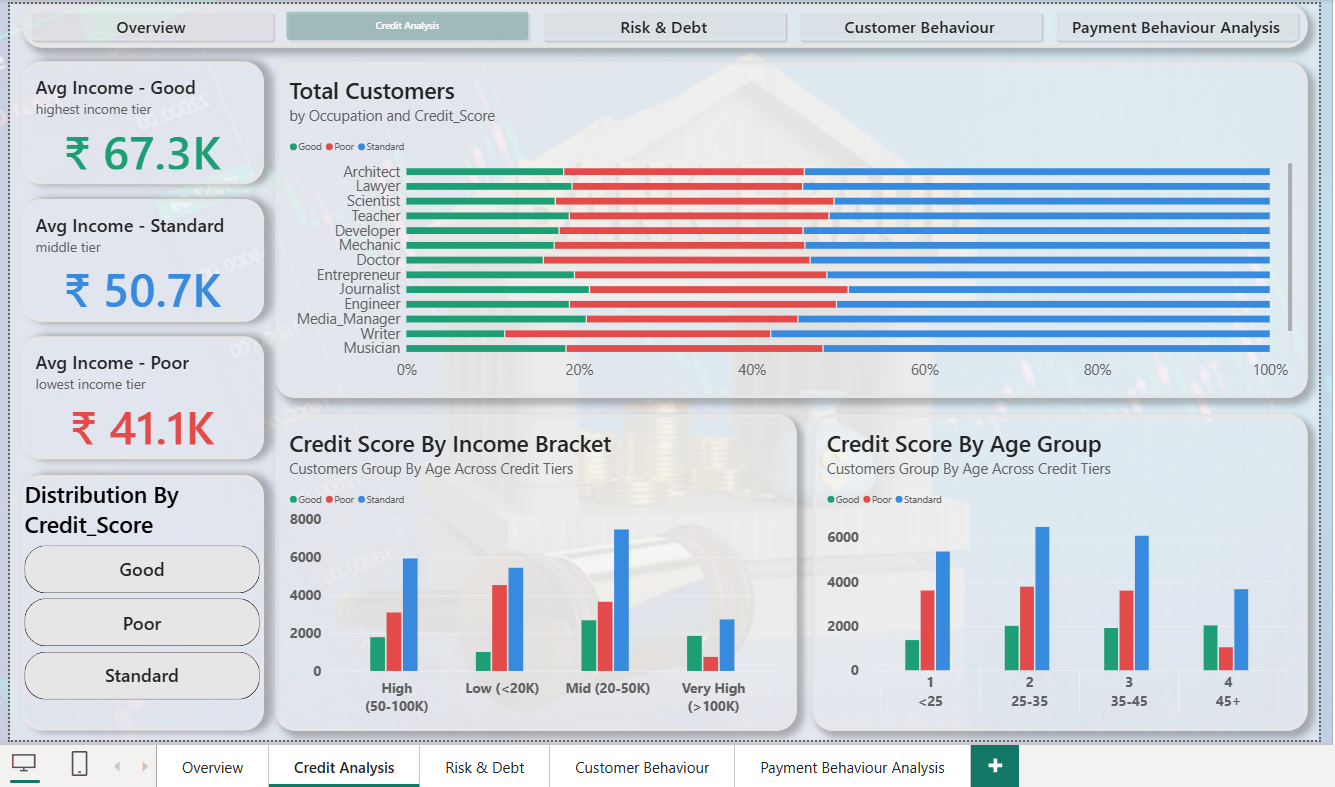 Overview
Credit Analysis
Risk & Debt
Customer Behaviour
Payment Behaviour Analysis
Avg Income - Good
highest income tier
₹ 67.3K
Avg Income - Standard
middle tier
₹ 50.7K
Avg Income - Poor
lowest income tier
₹ 41.1K
Distribution By
Credit_Score
Good
Poor
Standard
Total Customers
by Occupation and Credit_Score
Good Poor Standard
Architect
Lawyer
Scientist
Teacher
Developer
Mechanic
Doctor
Entrepreneur
Journalist
Engineer
Media_Manager
Writer
Musician
0% 20% 40% 60% 80% 100%
Credit Score By Income Bracket
Customers Group By Age Across Credit Tiers
Good Poor Standard
8000
6000
4000
2000
0
High Low (<20K) Mid (20-50K) Very High
(50-100K) (>100K)
Credit Score By Age Group
Customers Group By Age Across Credit Tiers
Good Poor Standard
6000
4000
2000
0
1 2 3 4
<25 25-35 35-45 45+
Overview Credit Analysis Risk & Debt Customer Behaviour Payment Behaviour Analysis +